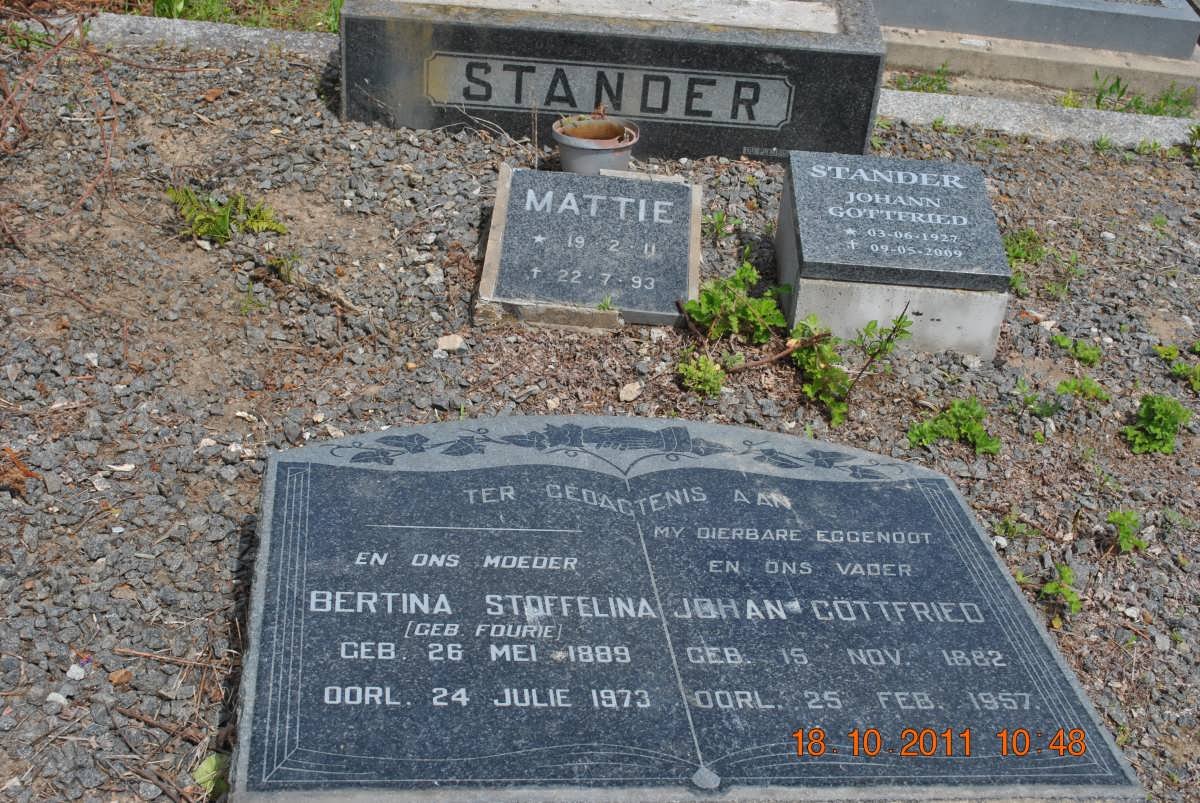 STANDER
MATTIE
* 19·2·11
† 22·7·93
STANDER
JOHANN
GOTTFRIED
* 03-06-1927
† 09-05-2009
TER GEDAGTENIS AAN
EN ONS MOEDER
BERTINA STOFFELINA
[GEB. FOURIE]
GEB. 26 MEI 1889
OORL. 24 JULIE 1973
MY DIERBARE EGGENOOT
EN ONS VADER
JOHAN GÖTTFRIED
GEB. 15 NOV. 1882
OORL. 25 FEB. 1957.
18.10.2011 10:48